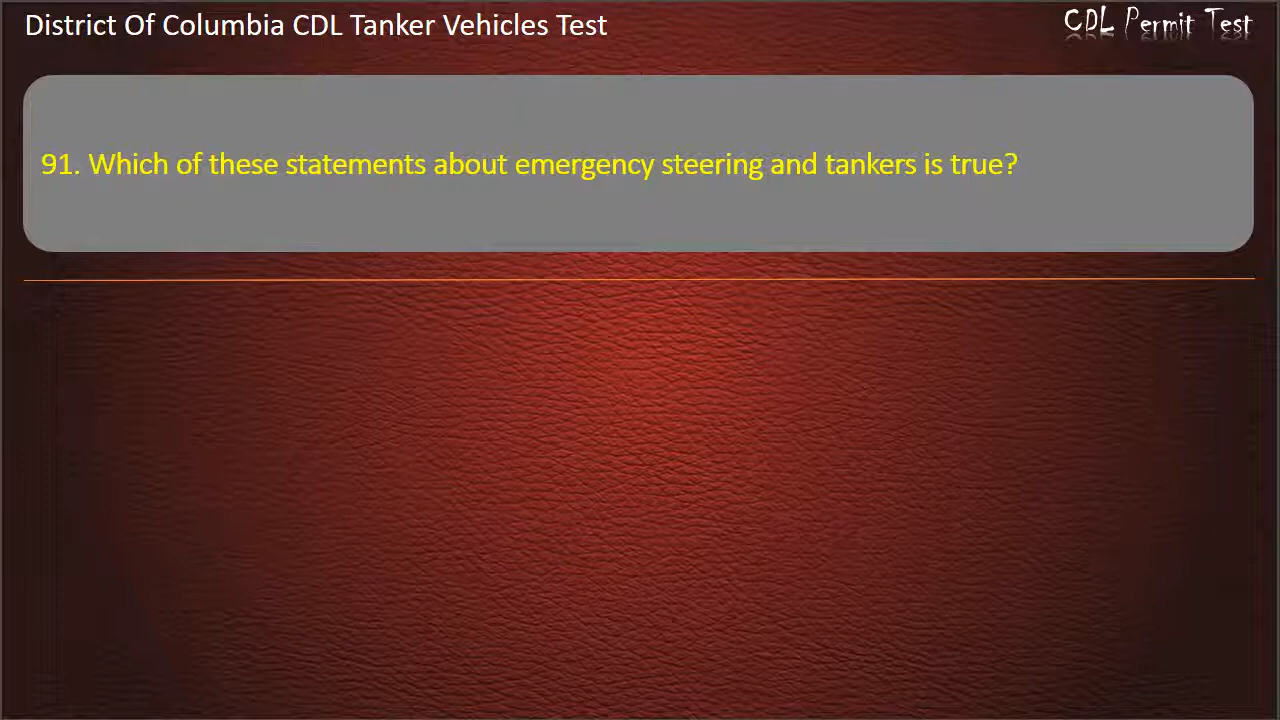 District Of Columbia CDL Tanker Vehicles Test
CDL Permit Test
91. Which of these statements about emergency steering and tankers is true?